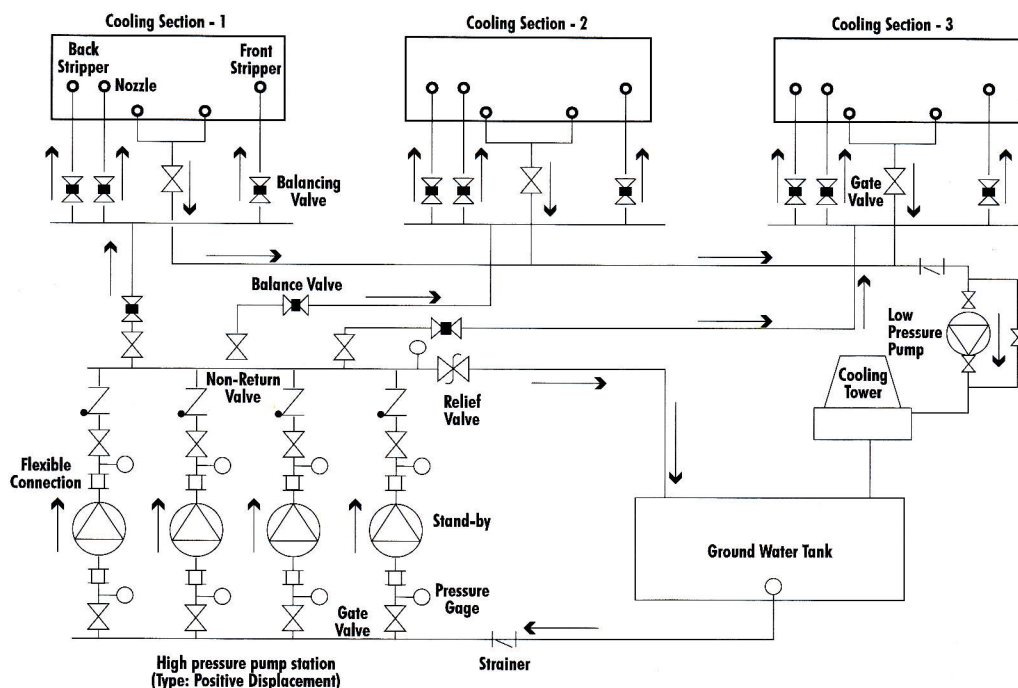 Cooling Section - 1
Cooling Section - 2
Cooling Section - 3
Back
Stripper
Nozzle
Front
Stripper
Balancing
Valve
Gate
Valve
Balance Valve
Low
Pressure
Pump
Cooling
Tower
Non-Return
Valve
Relief
Valve
Flexible
Connection
Stand-by
Ground Water Tank
Pressure
Gage
Gate
Valve
Strainer
High pressure pump station
(Type: Positive Displacement)